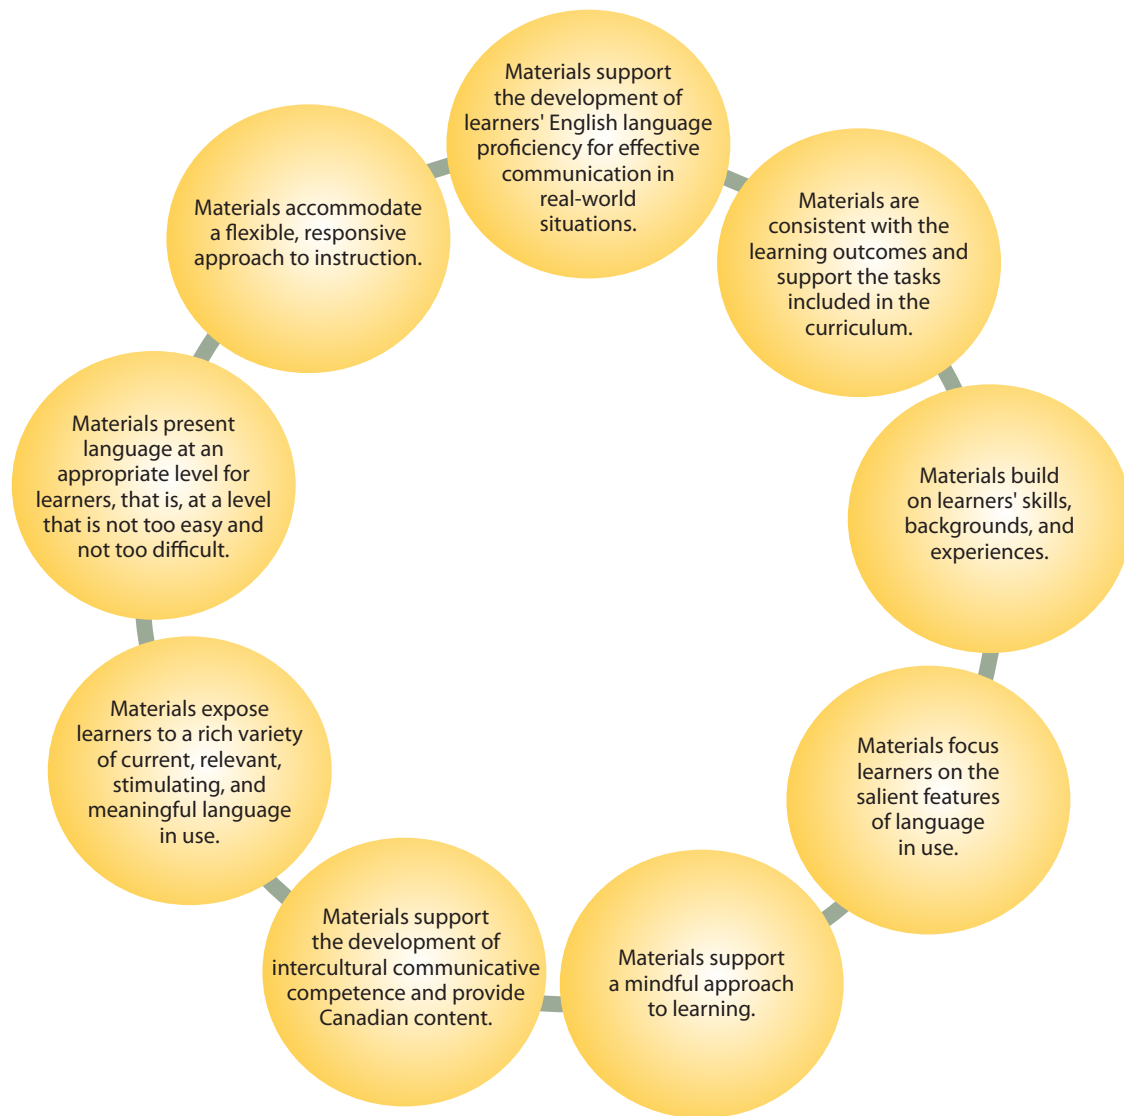 Materials support
the development of
learners' English language
proficiency for effective
communication in
real-world
situations.
Materials are
consistent with the
learning outcomes and
support the tasks
included in the
curriculum.
Materials build
on learners' skills,
backgrounds, and
experiences.
Materials focus
learners on the
salient features
of language
in use.
Materials support
a mindful approach
to learning.
Materials support
the development of
intercultural communicative
competence and provide
Canadian content.
Materials expose
learners to a rich variety
of current, relevant,
stimulating, and
meaningful language
in use.
Materials present
language at an
appropriate level for
learners, that is, at a level
that is not too easy and
not too difficult.
Materials accommodate
a flexible, responsive
approach to instruction.